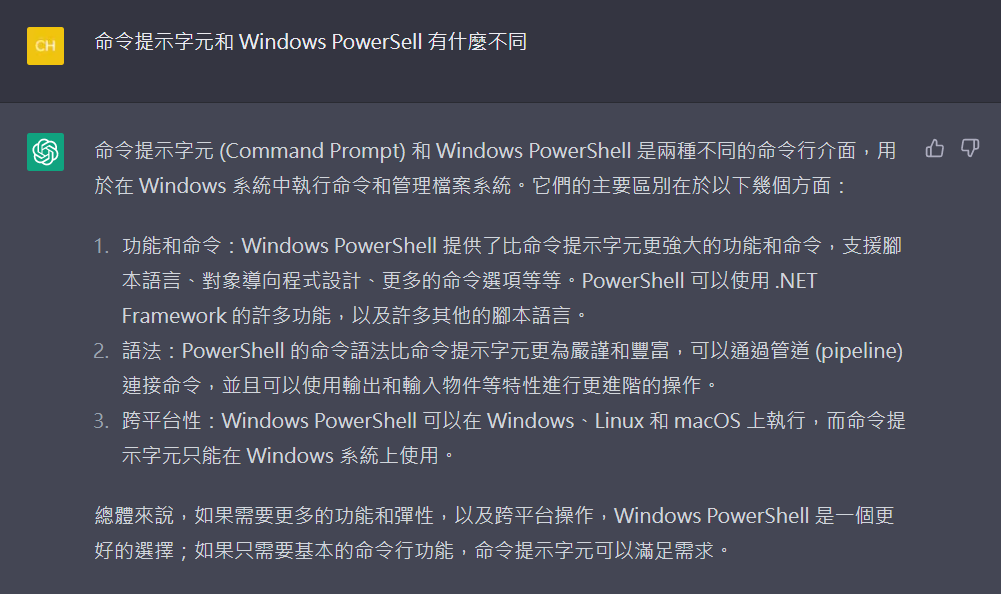 CH
命令提示字元和 Windows PowerSell 有什麼不同
命令提示字元 (Command Prompt) 和 Windows PowerShell 是兩種不同的命令行介面，用
於在 Windows 系統中執行命令和管理檔案系統。它們的主要區別在於以下幾個方面：
1. 功能和命令：Windows PowerShell 提供了比命令提示字元更強大的功能和命令，支援腳
本語言、對象導向程式設計、更多的命令選項等等。PowerShell 可以使用 .NET
Framework 的許多功能，以及許多其他的腳本語言。
2. 語法：PowerShell 的命令語法比命令提示字元更為嚴謹和豐富，可以通過管道 (pipeline)
連接命令，並且可以使用輸出和輸入物件等特性進行更進階的操作。
3. 跨平台性：Windows PowerShell 可以在 Windows、Linux 和 macOS 上執行，而命令提
示字元只能在 Windows 系統上使用。
總體來說，如果需要更多的功能和彈性，以及跨平台操作，Windows PowerShell 是一個更
好的選擇；如果只需要基本的命令行功能，命令提示字元可以滿足需求。